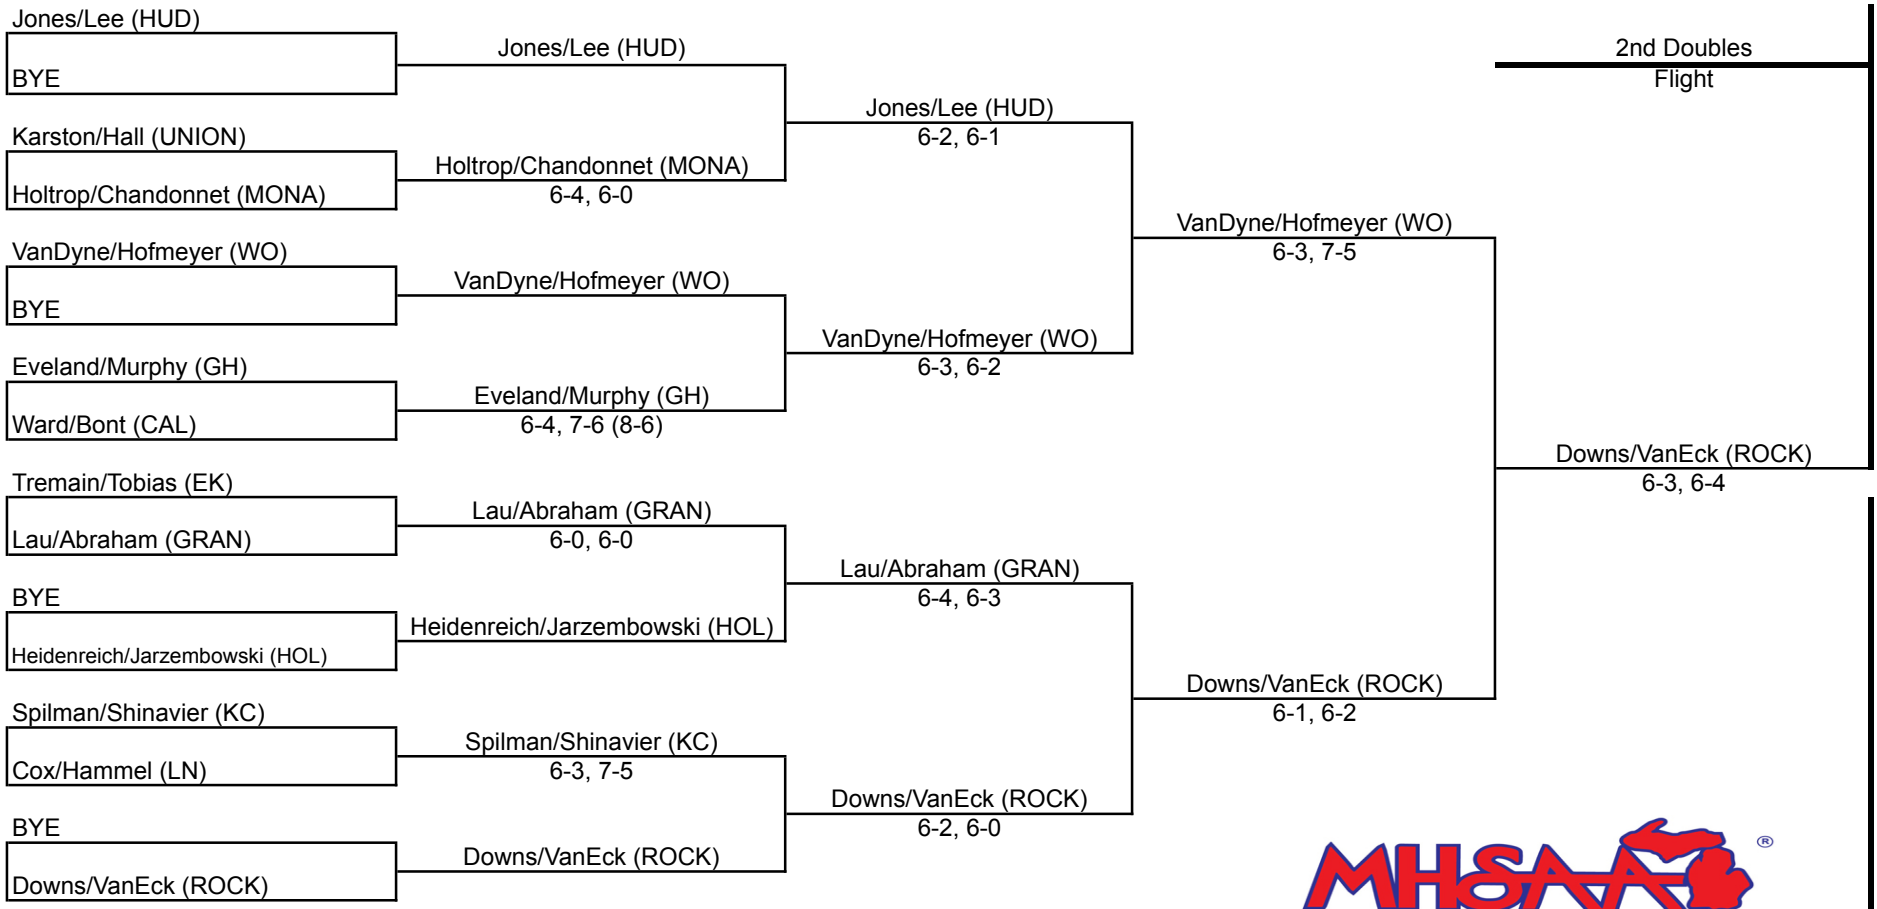 Jones/Lee (HUD)
BYE
Karston/Hall (UNION)
Holtrop/Chandonnet (MONA)
VanDyne/Hofmeyer (WO)
BYE
Eveland/Murphy (GH)
Ward/Bont (CAL)
Tremain/Tobias (EK)
Lau/Abraham (GRAN)
BYE
Heidenreich/Jarzembowski (HOL)
Spilman/Shinavier (KC)
Cox/Hammel (LN)
BYE
Downs/VanEck (ROCK)
Jones/Lee (HUD)
Holtrop/Chandonnet (MONA)
6-4, 6-0
VanDyne/Hofmeyer (WO)
Eveland/Murphy (GH)
6-4, 7-6 (8-6)
Lau/Abraham (GRAN)
6-0, 6-0
Heidenreich/Jarzembowski (HOL)
Spilman/Shinavier (KC)
6-3, 7-5
Downs/VanEck (ROCK)
Jones/Lee (HUD)
6-2, 6-1
VanDyne/Hofmeyer (WO)
6-3, 6-2
Lau/Abraham (GRAN)
6-4, 6-3
Downs/VanEck (ROCK)
6-2, 6-0
VanDyne/Hofmeyer (WO)
6-3, 7-5
Downs/VanEck (ROCK)
6-1, 6-2
2nd Doubles
Flight
Downs/VanEck (ROCK)
6-3, 6-4
MHSAA ®